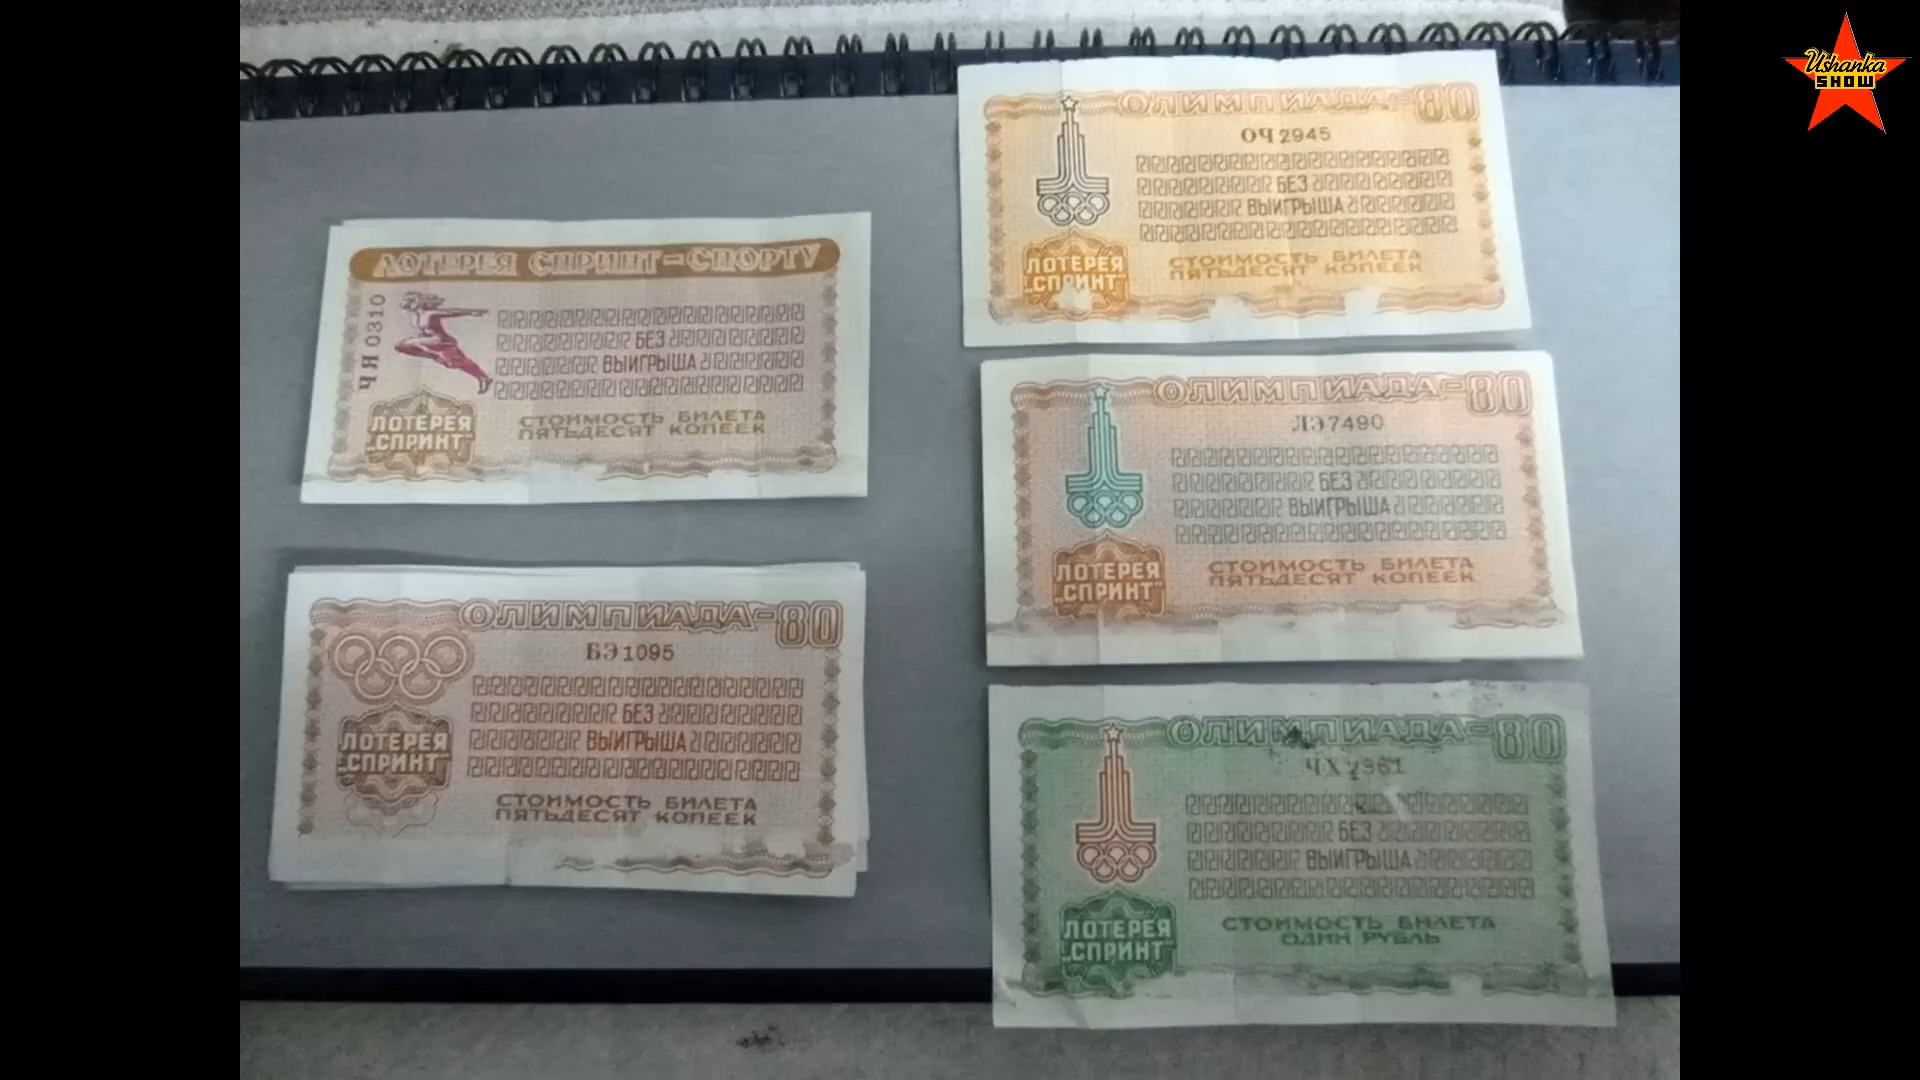 Ushanka
SHOW
ЛОТЕРЕЯ СПРИНТ-СПОРТУ
ЧЯ 0310
БЕЗ
ВЫИГРЫША
ЛОТЕРЕЯ
„СПРИНТ"
СТОИМОСТЬ БИЛЕТА
ПЯТЬДЕСЯТ КОПЕЕК
ОЛИМПИАДА-80
БЭ 1095
БЕЗ
ВЫИГРЫША
ЛОТЕРЕЯ
„СПРИНТ"
СТОИМОСТЬ БИЛЕТА
ПЯТЬДЕСЯТ КОПЕЕК
ОЛИМПИАДА-80
ОЧ 2945
БЕЗ
ВЫИГРЫША
ЛОТЕРЕЯ
„СПРИНТ"
СТОИМОСТЬ БИЛЕТА
ПЯТЬДЕСЯТ КОПЕЕК
ОЛИМПИАДА-80
ЛЭ 7490
БЕЗ
ВЫИГРЫША
ЛОТЕРЕЯ
„СПРИНТ"
СТОИМОСТЬ БИЛЕТА
ПЯТЬДЕСЯТ КОПЕЕК
ОЛИМПИАДА-80
ЧХ
БЕЗ
ВЫИГРЫША
ЛОТЕРЕЯ
„СПРИНТ"
СТОИМОСТЬ БИЛЕТА
ОДИН РУБЛЬ